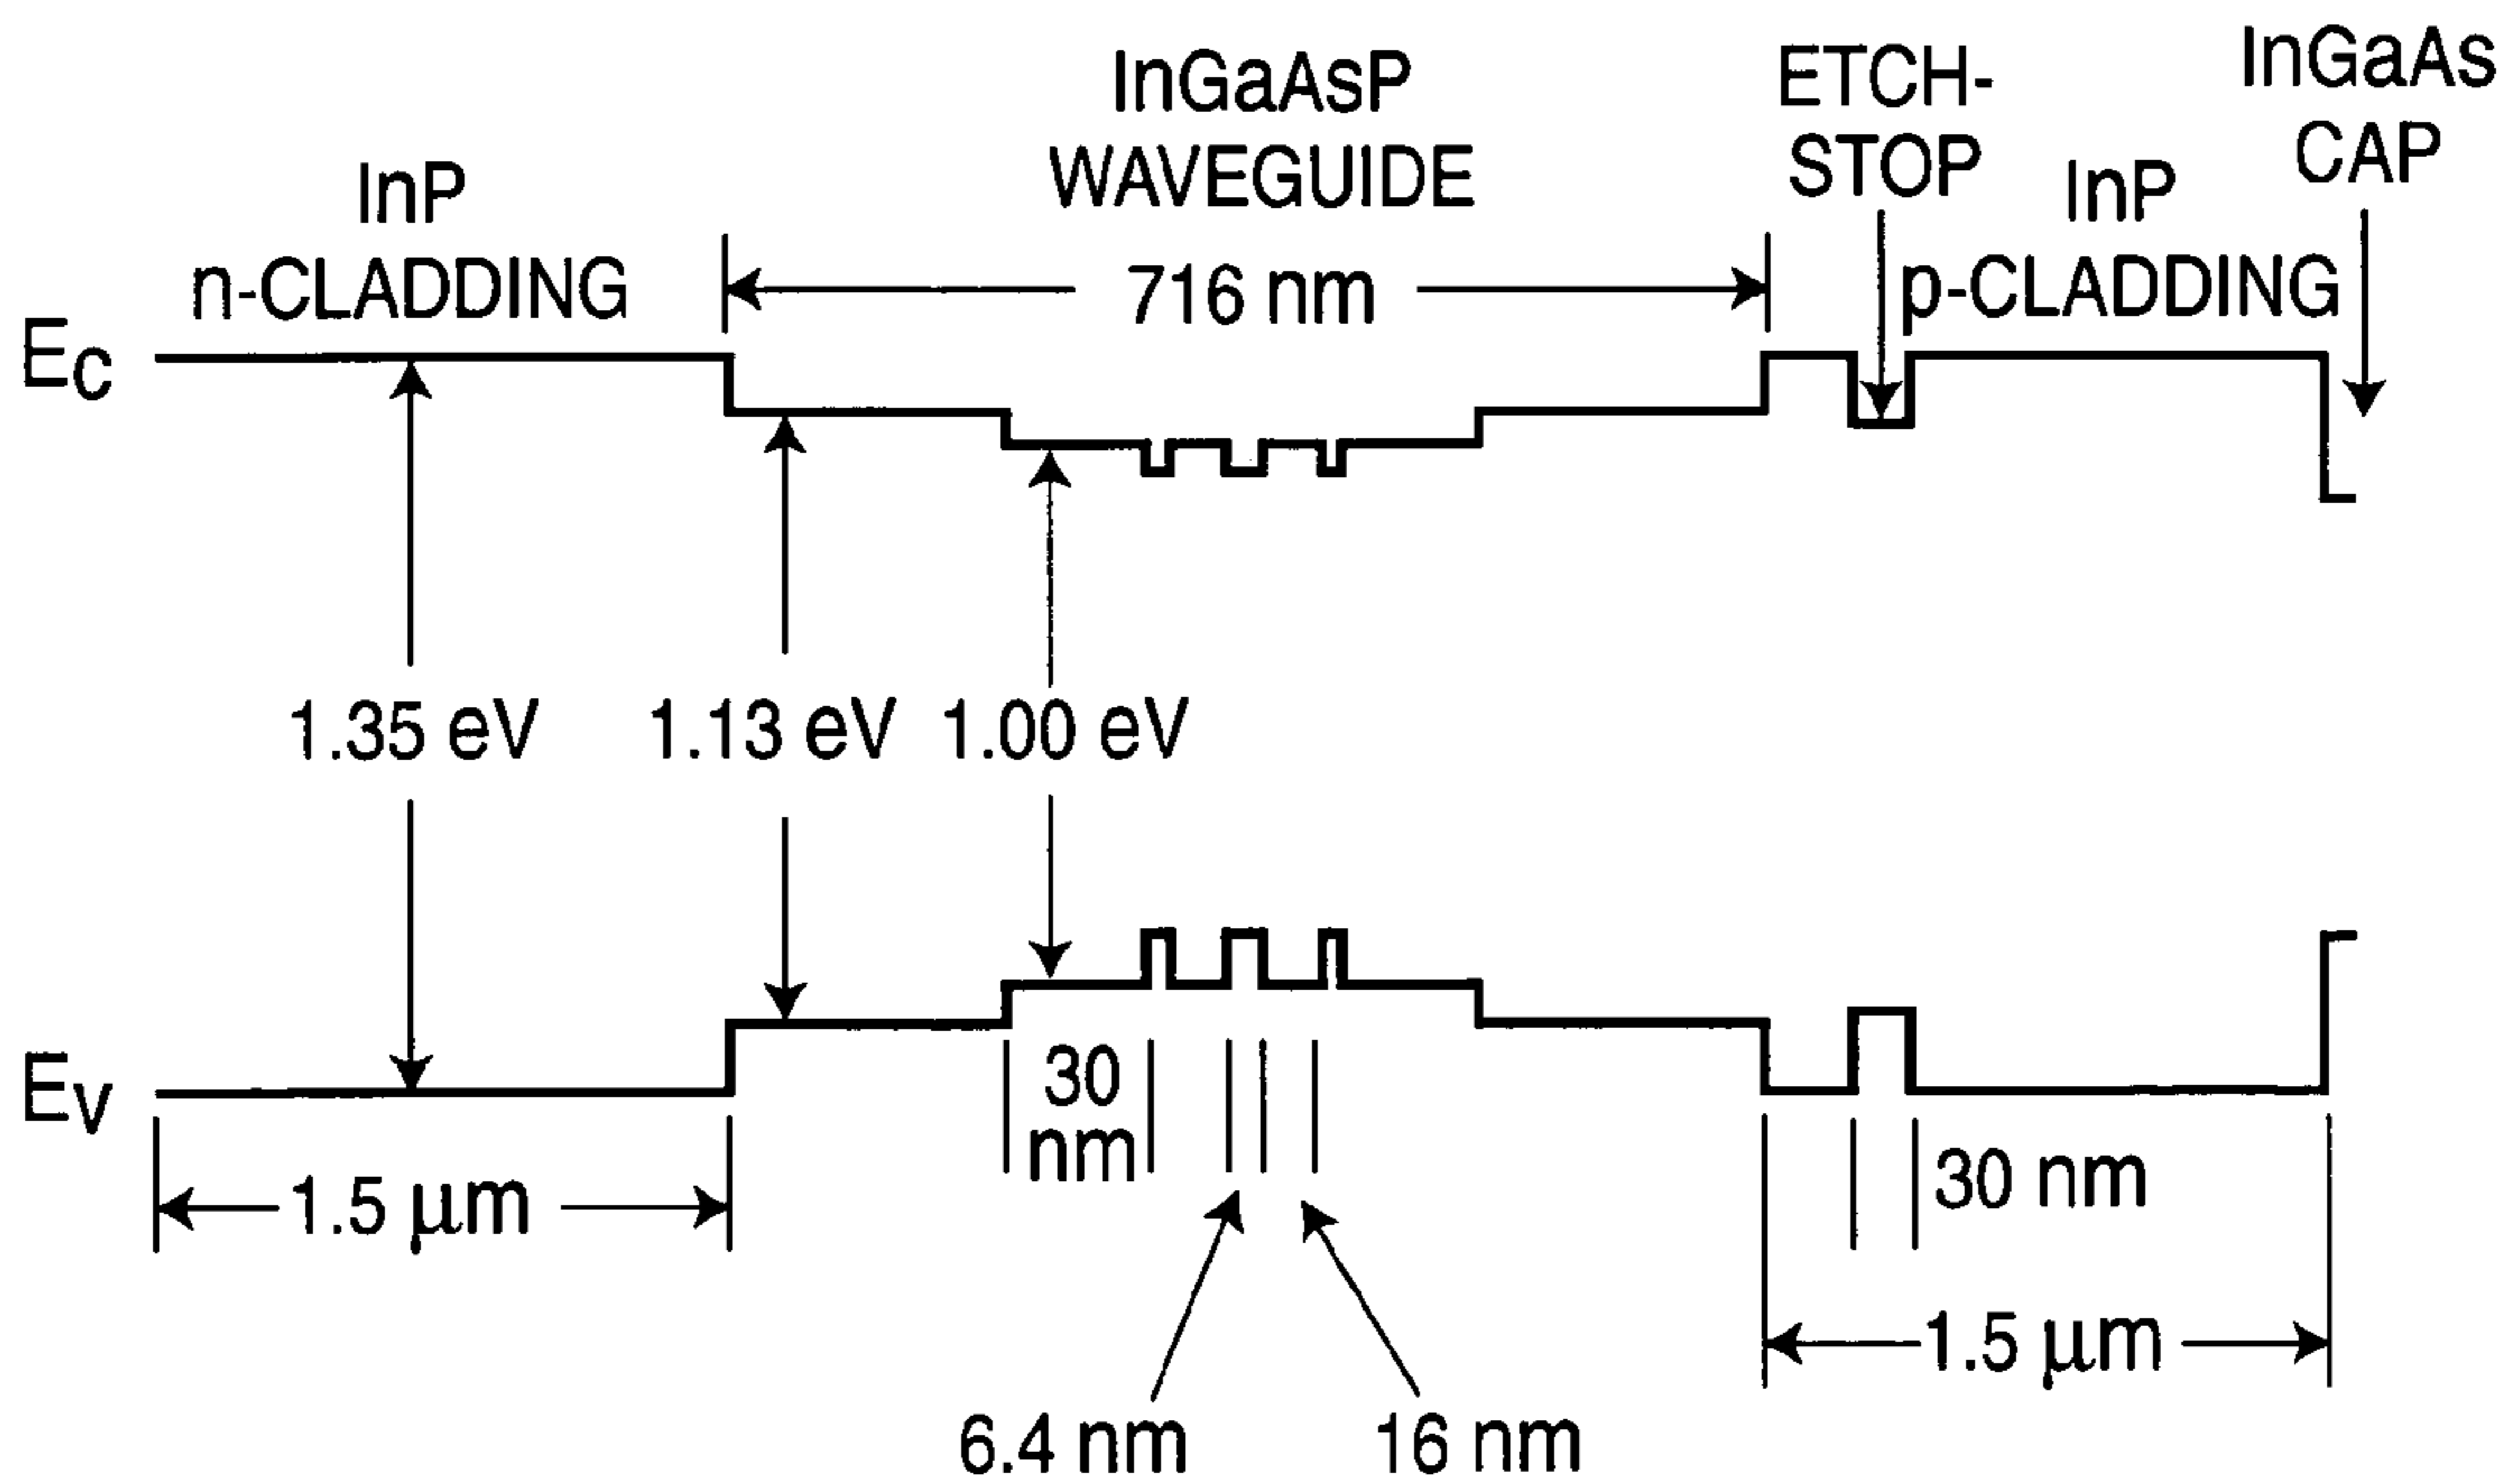 InP
n-CLADDING
InGaAsP
WAVEGUIDE
716 nm
ETCH-
STOP
InP
p-CLADDING
InGaAs
CAP
Ec
1.35 eV
1.13 eV
1.00 eV
Ev
1.5 μm
30
nm
6.4 nm
16 nm
30 nm
1.5 μm